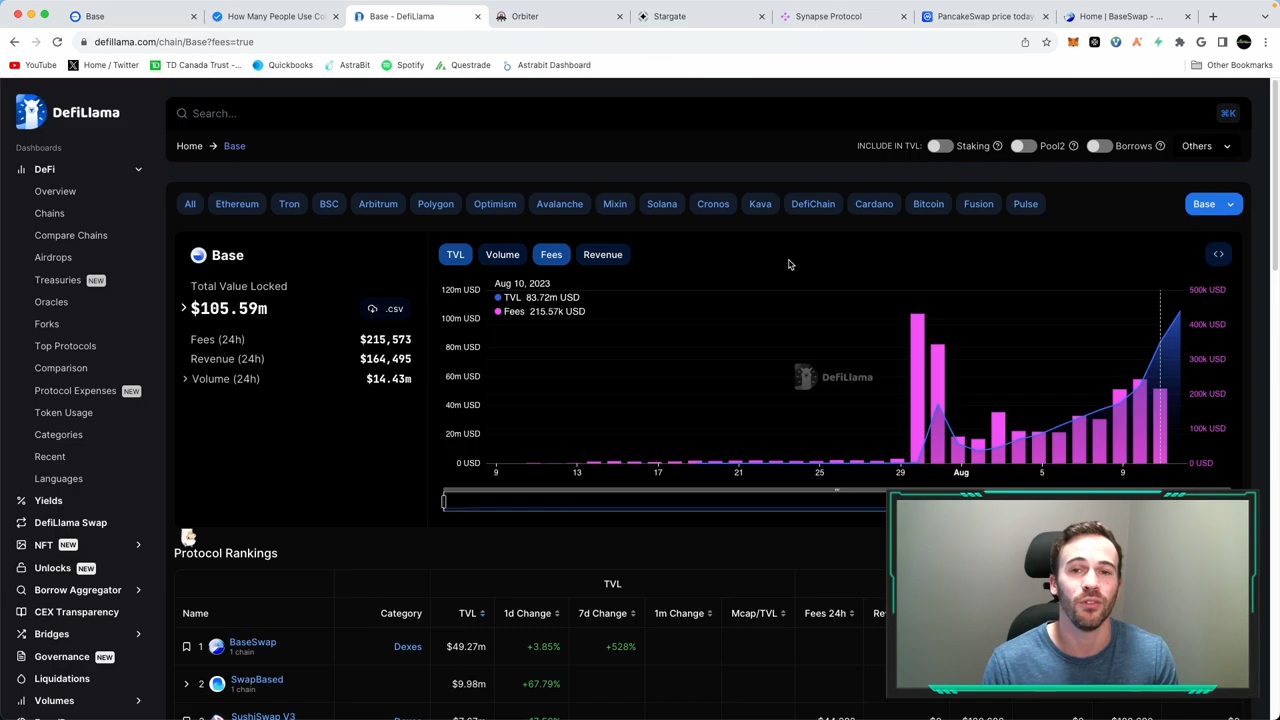 Base
How Many People Use Co
Base - DefiLlama
Orbiter
Stargate
Synapse Protocol
PancakeSwap price today,
Home | BaseSwap - ...
defillama.com/chain/Base?fees=true
YouTube
Home / Twitter
TD Canada Trust -...
Quickbooks
AstraBit
Spotify
Questrade
Astrabit Dashboard
Other Bookmarks
DefiLlama
Search...
⌘K
Home → Base
INCLUDE IN TVL:
Staking
Pool2
Borrows
Others
Dashboards
DeFi
Overview
Chains
Compare Chains
Airdrops
Treasuries NEW
Oracles
Forks
Top Protocols
Comparison
Protocol Expenses NEW
Token Usage
Categories
Recent
Languages
Yields
DefiLlama Swap
NFT NEW
Unlocks NEW
Borrow Aggregator
CEX Transparency
Bridges
Governance NEW
Liquidations
Volumes
All
Ethereum
Tron
BSC
Arbitrum
Polygon
Optimism
Avalanche
Mixin
Solana
Cronos
Kava
DefiChain
Cardano
Bitcoin
Fusion
Pulse
Base
Base
Total Value Locked
$105.59m
.csv
Fees (24h) $215,573
Revenue (24h) $164,495
Volume (24h) $14.43m
TVL
Volume
Fees
Revenue
Aug 10, 2023
TVL 83.72m USD
Fees 215.57k USD
120m USD
100m USD
80m USD
60m USD
40m USD
20m USD
0 USD
500k USD
400k USD
300k USD
200k USD
100k USD
0 USD
DefiLlama
9 13 17 21 25 29 Aug 5 9
Protocol Rankings
TVL
Name Category TVL 1d Change 7d Change 1m Change Mcap/TVL Fees 24h
1 BaseSwap Dexes $49.27m +3.85% +528%
1 chain
2 SwapBased $9.98m +67.79%
1 chain
SushiSwap V3